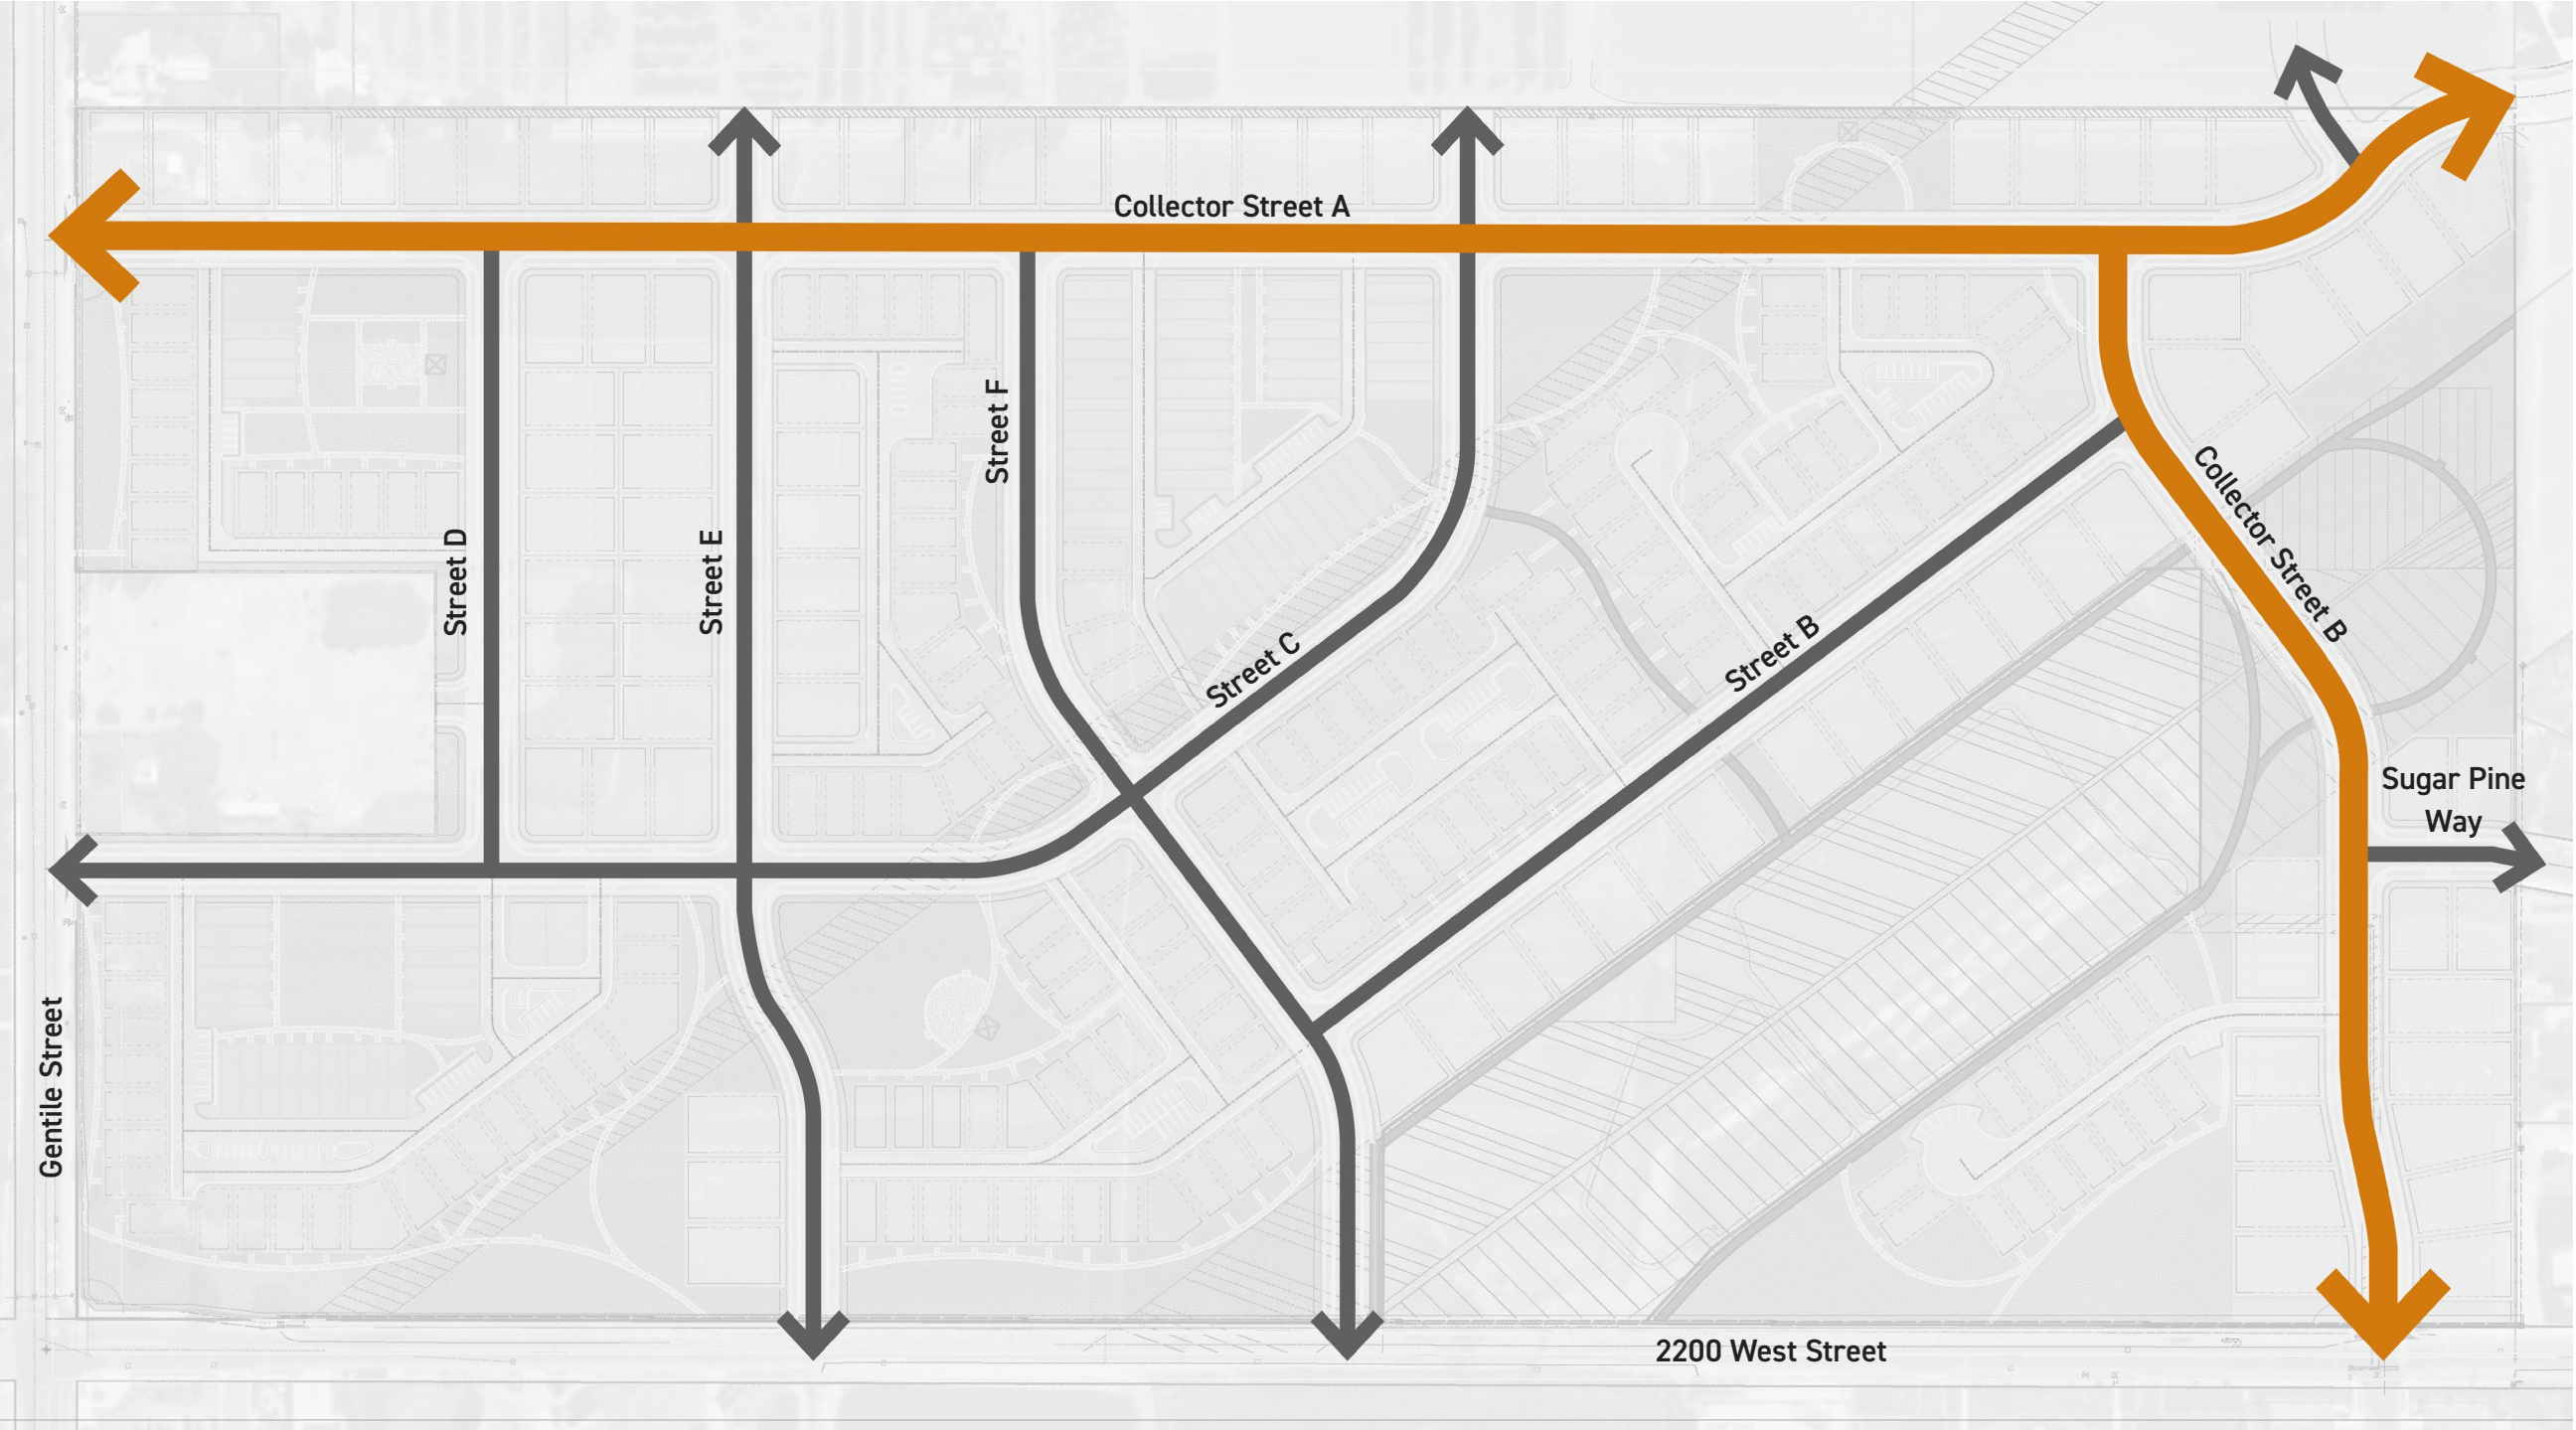 Collector Street A
Street F
Street D
Street E
Street C
Street B
Collector Street B
Sugar Pine
Way
Gentile Street
2200 West Street